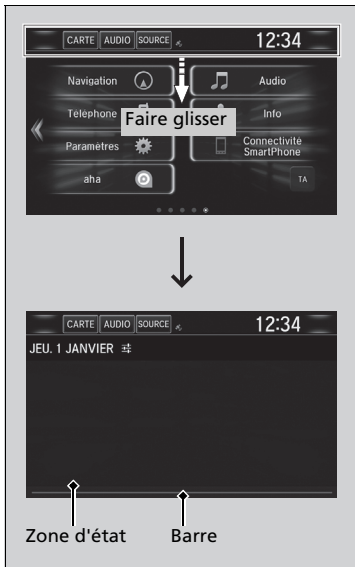 CARTE AUDIO SOURCE 12:34
Navigation Audio
Telephone Info
Faire glisser
Paramètres Connectivité
SmartPhone
aha TA
CARTE AUDIO SOURCE 12:34
JEU. 1 JANVIER
Zone d'état Barre